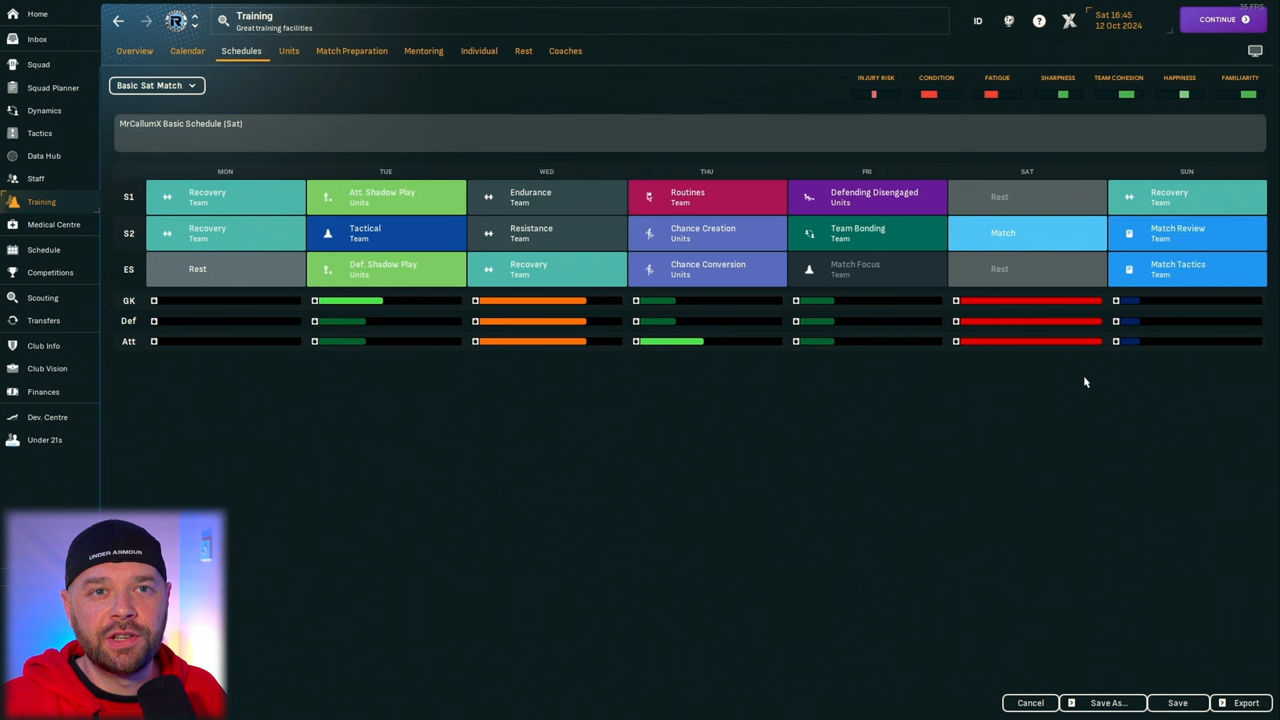 Home
Inbox
Squad
Squad Planner
Dynamics
Tactics
Data Hub
Staff
Training
Medical Centre
Schedule
Competitions
Scouting
Transfers
Club Info
Club Vision
Finances
Dev. Centre
Under 21s
Training
Great training facilities
ID
Sat 16:45
12 Oct 2024
25 FPS
CONTINUE
Overview Calendar Schedules Units Match Preparation Mentoring Individual Rest Coaches
Basic Sat Match
INJURY RISK CONDITION FATIGUE SHARPNESS TEAM COHESION HAPPINESS FAMILIARITY
MrCallumX Basic Schedule (Sat)
MON TUE WED THU FRI SAT SUN
S1
Recovery
Team
Att. Shadow Play
Units
Endurance
Team
Routines
Team
Defending Disengaged
Units
Rest
Recovery
Team
S2
Recovery
Team
Tactical
Team
Resistance
Team
Chance Creation
Units
Team Bonding
Team
Match
Match Review
Team
ES
Rest
Def. Shadow Play
Units
Recovery
Team
Chance Conversion
Units
Match Focus
Team
Rest
Match Tactics
Team
GK
Def
Att
UNDER ARMOUR
Cancel Save As... Save Export